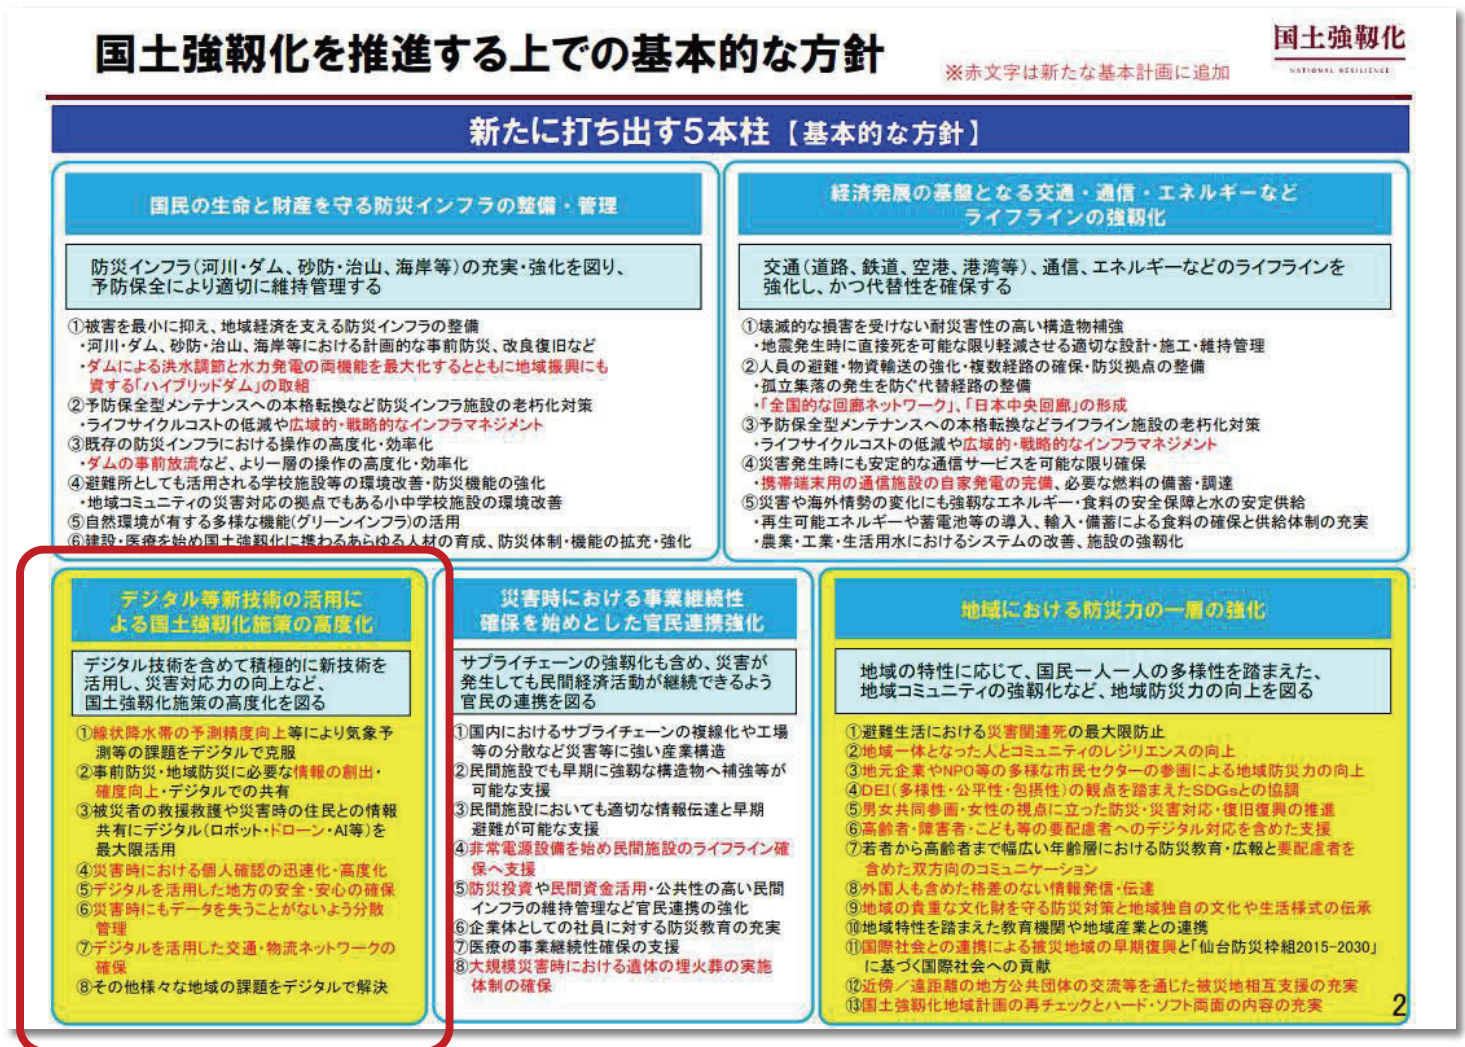 国土強靱化を推進する上での基本的な方針
※赤文字は新たな基本計画に追加
国土強靱化
NATIONAL RESILIENCE
新たに打ち出す5本柱【基本的な方針】
国民の生命と財産を守る防災インフラの整備・管理
防災インフラ(河川・ダム、砂防・治山、海岸等)の充実・強化を図り、
予防保全により適切に維持管理する
①被害を最小に抑え、地域経済を支える防災インフラの整備
・河川・ダム、砂防・治山、海岸等における計画的な事前防災、改良復旧など
・ダムによる洪水調節と水力発電の両機能を最大化するとともに地域振興にも
資する「ハイブリッドダム」の取組
②予防保全型メンテナンスへの本格転換など防災インフラ施設の老朽化対策
・ライフサイクルコストの低減や広域的・戦略的なインフラマネジメント
③既存の防災インフラにおける操作の高度化・効率化
・ダムの事前放流など、より一層の操作の高度化・効率化
④避難所としても活用される学校施設等の環境改善・防災機能の強化
・地域コミュニティの災害対応の拠点でもある小中学校施設の環境改善
⑤自然環境が有する多様な機能(グリーンインフラ)の活用
⑥建設・医療を始め国土強靱化に携わるあらゆる人材の育成、防災体制・機能の拡充・強化
経済発展の基盤となる交通・通信・エネルギーなど
ライフラインの強靱化
交通(道路、鉄道、空港、港湾等)、通信、エネルギーなどのライフラインを
強化し、かつ代替性を確保する
①壊滅的な損害を受けない耐災害性の高い構造物補強
・地震発生時に直接死を可能な限り軽減させる適切な設計・施工・維持管理
②人員の避難・物資輸送の強化・複数経路の確保・防災拠点の整備
・孤立集落の発生を防ぐ代替経路の整備
・「全国的な回廊ネットワーク」、「日本中央回廊」の形成
③予防保全型メンテナンスへの本格転換などライフライン施設の老朽化対策
・ライフサイクルコストの低減や広域的・戦略的なインフラマネジメント
④災害発生時にも安定的な通信サービスを可能な限り確保
・携帯端末用の通信施設の自家発電の完備、必要な燃料の備蓄・調達
⑤災害や海外情勢の変化にも強靱なエネルギー・食料の安全保障と水の安定供給
・再生可能エネルギーや蓄電池等の導入、輸入・備蓄による食料の確保と供給体制の充実
・農業・工業・生活用水におけるシステムの改善、施設の強靱化
デジタル等新技術の活用に
よる国土強靱化施策の高度化
デジタル技術を含めて積極的に新技術を
活用し、災害対応力の向上など、
国土強靱化施策の高度化を図る
①線状降水帯の予測精度向上等により気象予
測等の課題をデジタルで克服
②事前防災・地域防災に必要な情報の創出・
確度向上・デジタルでの共有
③被災者の救援救護や災害時の住民との情報
共有にデジタル(ロボット・ドローン・AI等)を
最大限活用
④災害時における個人確認の迅速化・高度化
⑤デジタルを活用した地方の安全・安心の確保
⑥災害時にもデータを失うことがないよう分散
管理
⑦デジタルを活用した交通・物流ネットワークの
確保
⑧その他様々な地域の課題をデジタルで解決
災害時における事業継続性
確保を始めとした官民連携強化
サプライチェーンの強靱化も含め、災害が
発生しても民間経済活動が継続できるよう
官民の連携を図る
①国内におけるサプライチェーンの複線化や工場
等の分散など災害等に強い産業構造
②民間施設でも早期に強靱な構造物へ補強等が
可能な支援
③民間施設においても適切な情報伝達と早期
避難が可能な支援
④非常電源設備を始め民間施設のライフライン確
保へ支援
⑤防災投資や民間資金活用・公共性の高い民間
インフラの維持管理など官民連携の強化
⑥企業体としての社員に対する防災教育の充実
⑦医療の事業継続性確保の支援
⑧大規模災害時における遺体の埋火葬の実施
体制の確保
地域における防災力の一層の強化
地域の特性に応じて、国民一人一人の多様性を踏まえた、
地域コミュニティの強靱化など、地域防災力の向上を図る
①避難生活における災害関連死の最大限防止
②地域一体となった人とコミュニティのレジリエンスの向上
③地元企業やNPO等の多様な市民セクターの参画による地域防災力の向上
④DEI(多様性・公平性・包摂性)の観点を踏まえたSDGsとの協調
⑤男女共同参画・女性の視点に立った防災・災害対応・復旧復興の推進
⑥高齢者・障害者・こども等の要配慮者へのデジタル対応を含めた支援
⑦若者から高齢者まで幅広い年齢層における防災教育・広報と要配慮者を
含めた双方向のコミュニケーション
⑧外国人も含めた格差のない情報発信・伝達
⑨地域の貴重な文化財を守る防災対策と地域独自の文化や生活様式の伝承
⑩地域特性を踏まえた教育機関や地域産業との連携
⑪国際社会との連携による被災地域の早期復興と「仙台防災枠組2015-2030」
に基づく国際社会への貢献
⑫近傍／遠距離の地方公共団体の交流等を通じた被災地相互支援の充実
⑬国土強靱化地域計画の再チェックとハード・ソフト両面の内容の充実
2